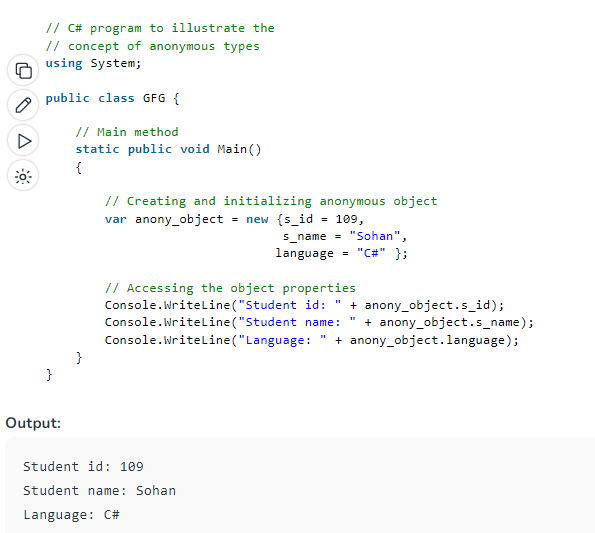 // C# program to illustrate the
// concept of anonymous types
using System;
public class GFG {
// Main method
static public void Main()
{
// Creating and initializing anonymous object
var anony_object = new {s_id = 109,
s_name = "Sohan",
language = "C#" };
// Accessing the object properties
Console.WriteLine("Student id: " + anony_object.s_id);
Console.WriteLine("Student name: " + anony_object.s_name);
Console.WriteLine("Language: " + anony_object.language);
}
}
Output:
Student id: 109
Student name: Sohan
Language: C#